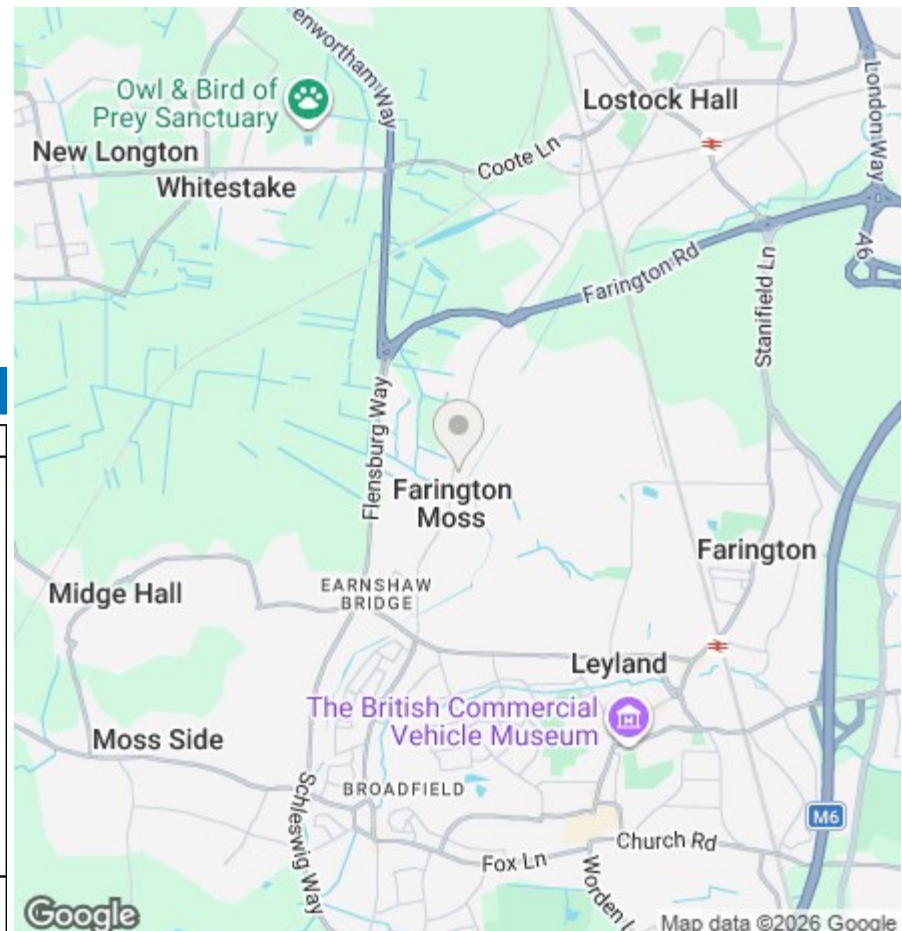 enwortham Way
Owl & Bird of
Prey Sanctuary
Lostock Hall
London Way
New Longton
Coote Ln
Whitestake
A6
Farington Rd
Stanifield Ln
Flensburg Way
Farington
Moss
Farington
EARNSHAW
BRIDGE
Midge Hall
Leyland
The British Commercial
Vehicle Museum
Moss Side
BROADFIELD
Schleswig Way
M6
Church Rd
Fox Ln
Worden L
Google
Map data ©2026 Google